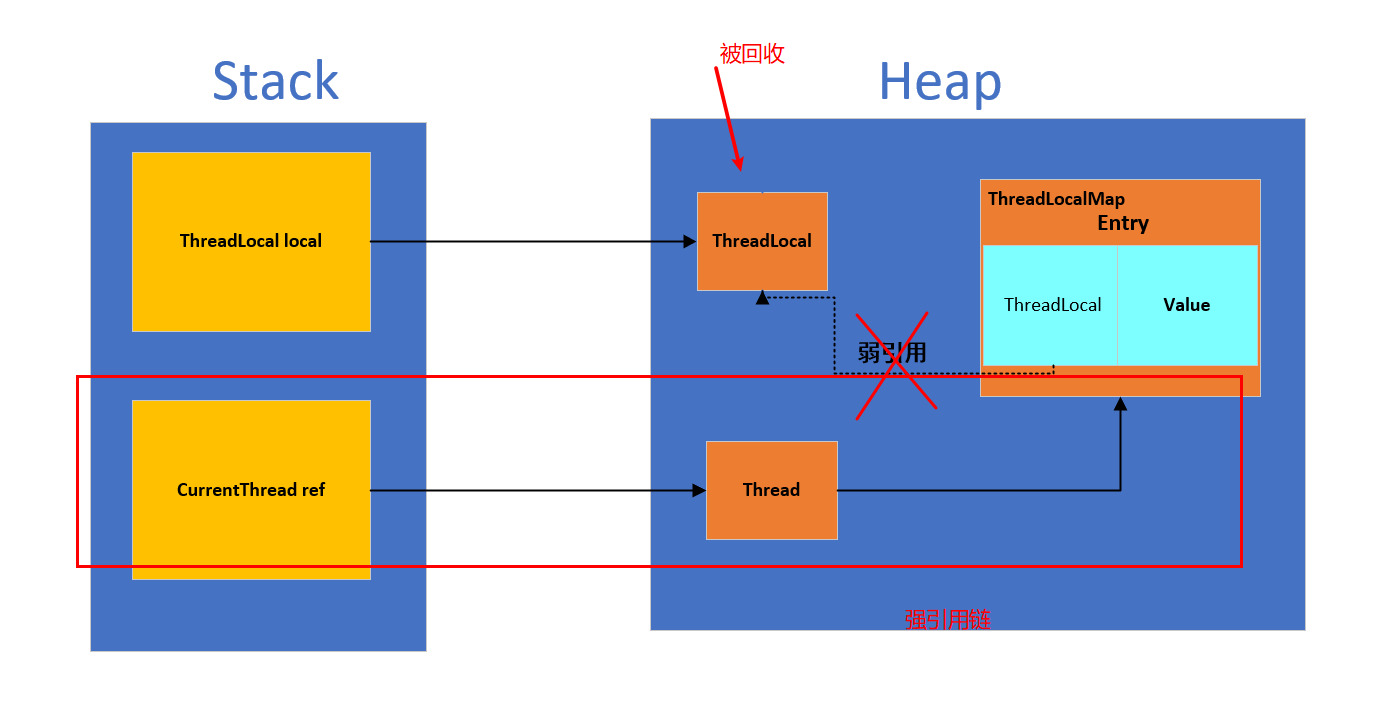 被回收
Stack
Heap
ThreadLocal local
ThreadLocal
ThreadLocalMap
Entry
ThreadLocal
Value
弱引用
CurrentThread ref
Thread
强引用链